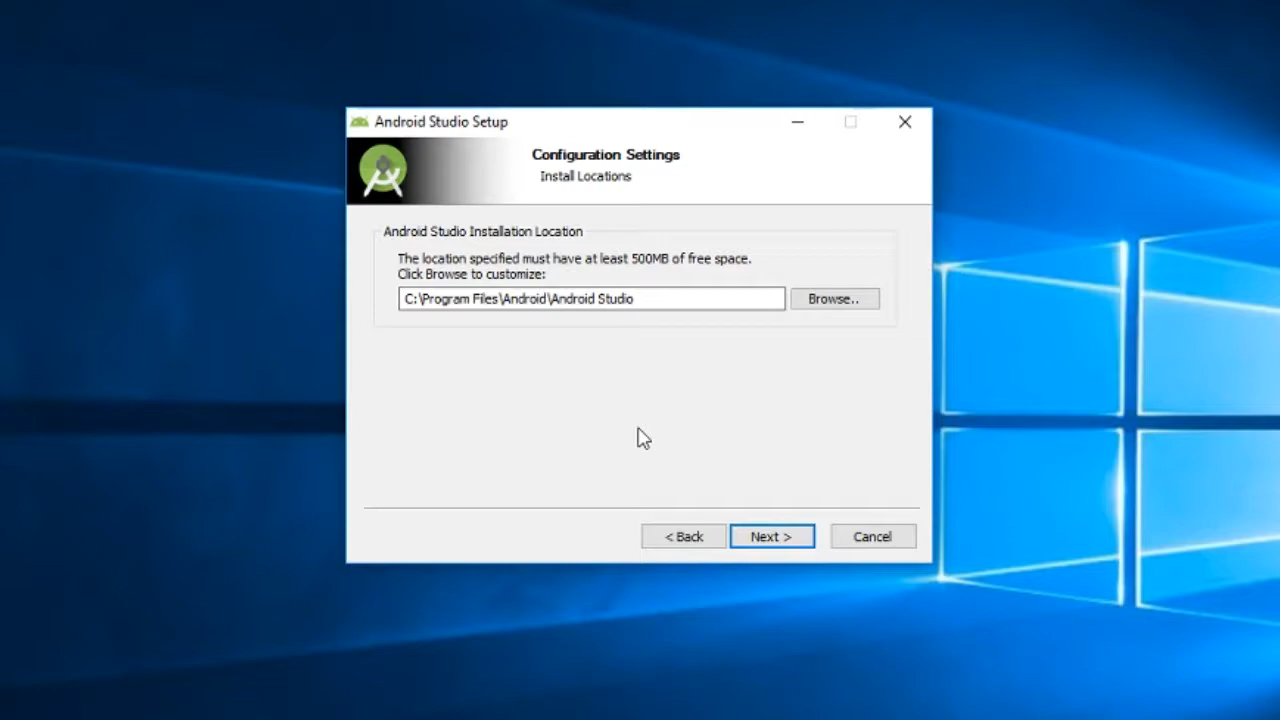 Android Studio Setup
Configuration Settings
Install Locations
Android Studio Installation Location
The location specified must have at least 500MB of free space.
Click Browse to customize:
C:\Program Files\Android\Android Studio
Browse..
< Back
Next >
Cancel